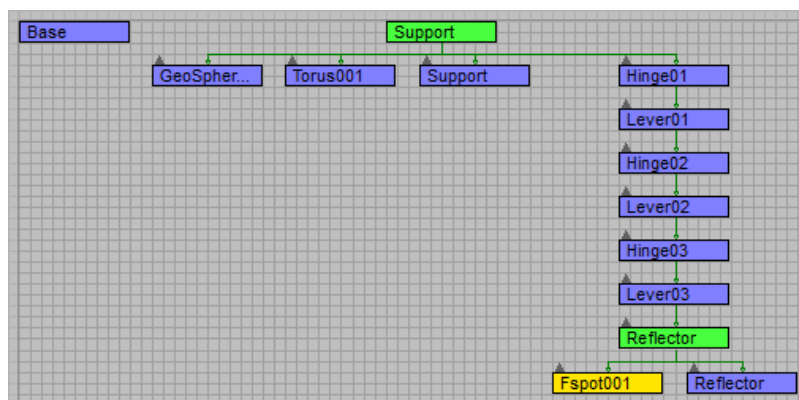 Base
Support
GeoSpher...
Torus001
Support
Hinge01
Lever01
Hinge02
Lever02
Hinge03
Lever03
Reflector
Fspot001
Reflector